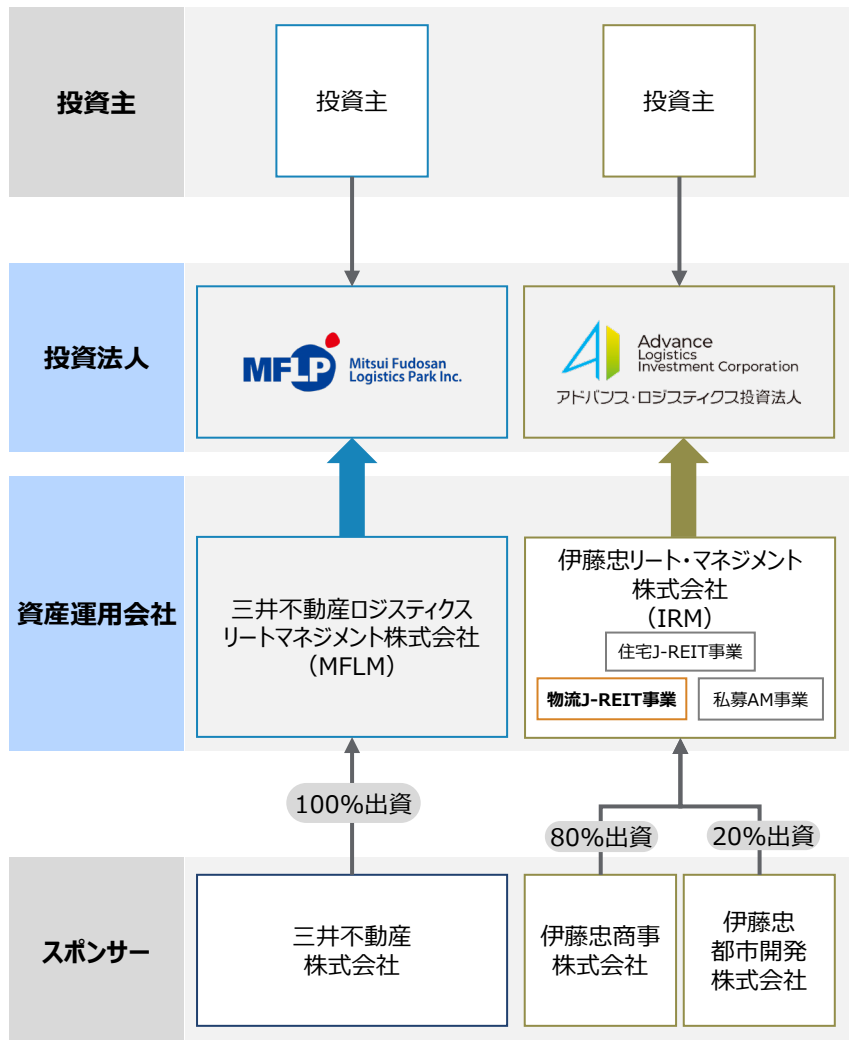 投資主
投資主
投資主
投資法人
MFLP
Mitsui Fudosan
Logistics Park Inc.
Advance
Logistics
Investment Corporation
アドバンス・ロジスティクス投資法人
資産運用会社
三井不動産ロジスティクス
リートマネジメント株式会社
（MFLM）
伊藤忠リート・マネジメント
株式会社
（IRM）
住宅J-REIT事業
物流J-REIT事業
私募AM事業
100%出資
80%出資
20%出資
スポンサー
三井不動産
株式会社
伊藤忠商事
株式会社
伊藤忠
都市開発
株式会社